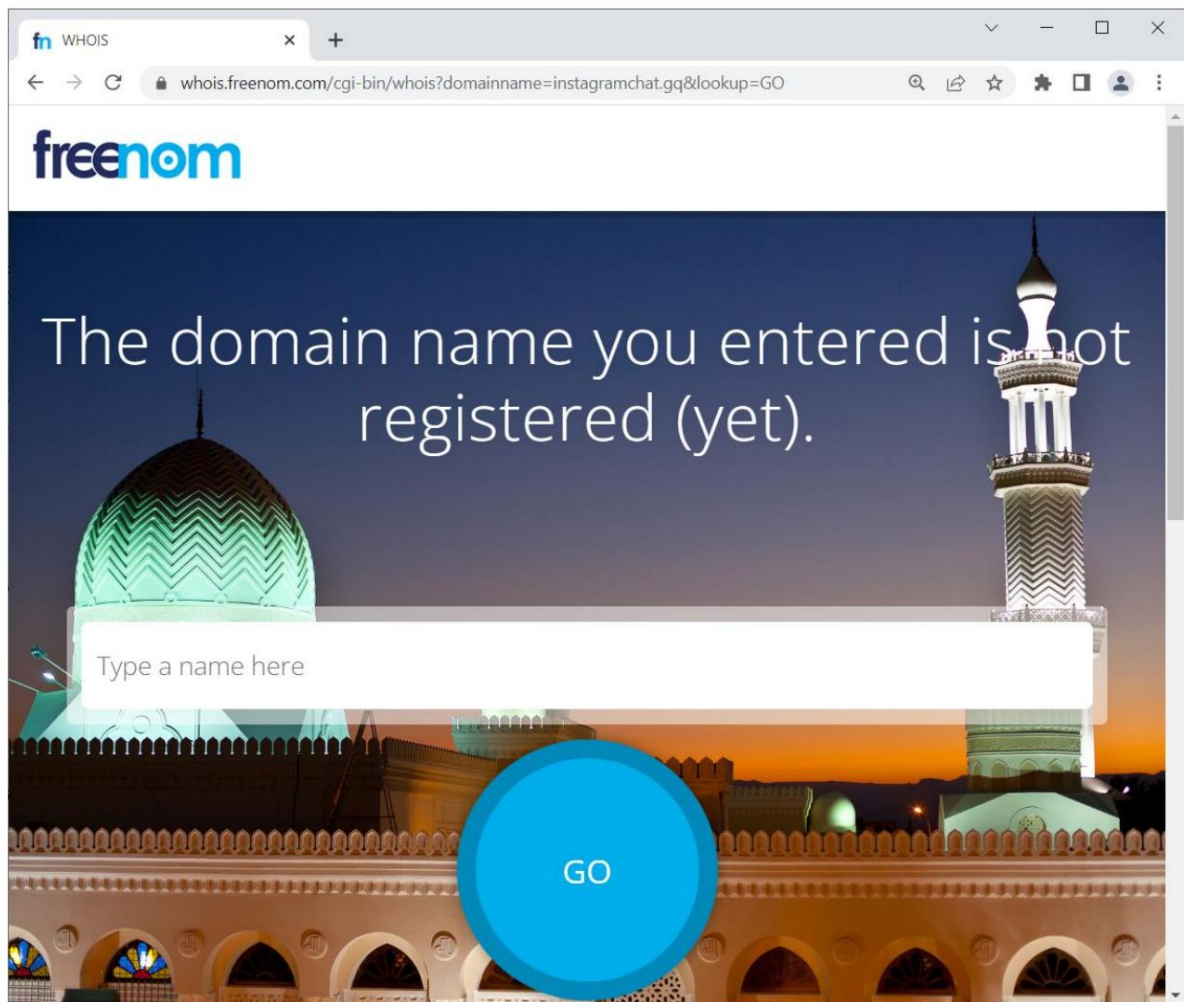 fn WHOIS
whois.freenom.com/cgi-bin/whois?domainname=instagramchat.gq&lookup=GO
freenom
The domain name you entered is not
registered (yet).
Type a name here
GO